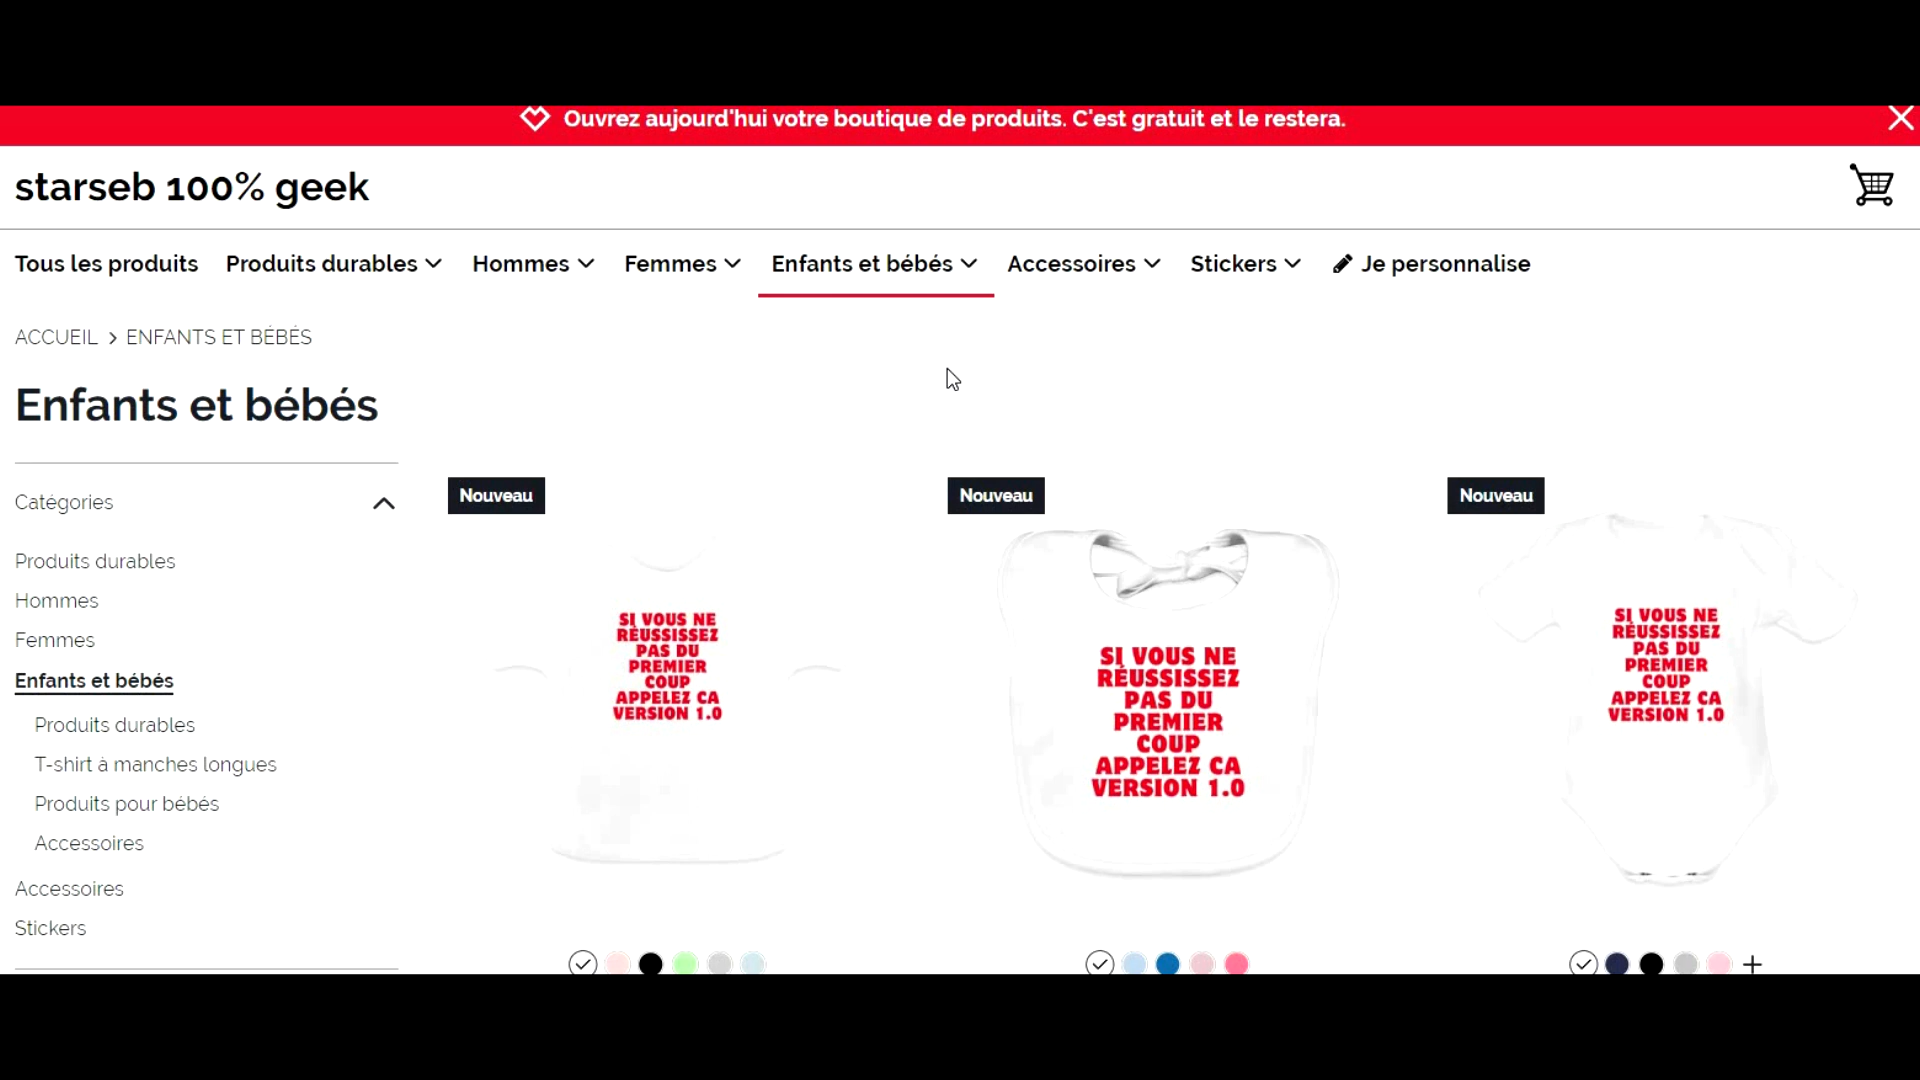 Ouvrez aujourd'hui votre boutique de produits. C'est gratuit et le restera.
starseb 100% geek
Tous les produits Produits durables Hommes Femmes Enfants et bébés Accessoires Stickers Je personnalise
ACCUEIL > ENFANTS ET BÉBÉS
Enfants et bébés
Catégories
Produits durables
Hommes
Femmes
Enfants et bébés
Produits durables
T-shirt à manches longues
Produits pour bébés
Accessoires
Accessoires
Stickers
Nouveau
SI VOUS NE
RÉUSSISSEZ
PAS DU
PREMIER
COUP
APPELEZ CA
VERSION 1.0
Nouveau
SI VOUS NE
RÉUSSISSEZ
PAS DU
PREMIER
COUP
APPELEZ CA
VERSION 1.0
Nouveau
SI VOUS NE
RÉUSSISSEZ
PAS DU
PREMIER
COUP
APPELEZ CA
VERSION 1.0